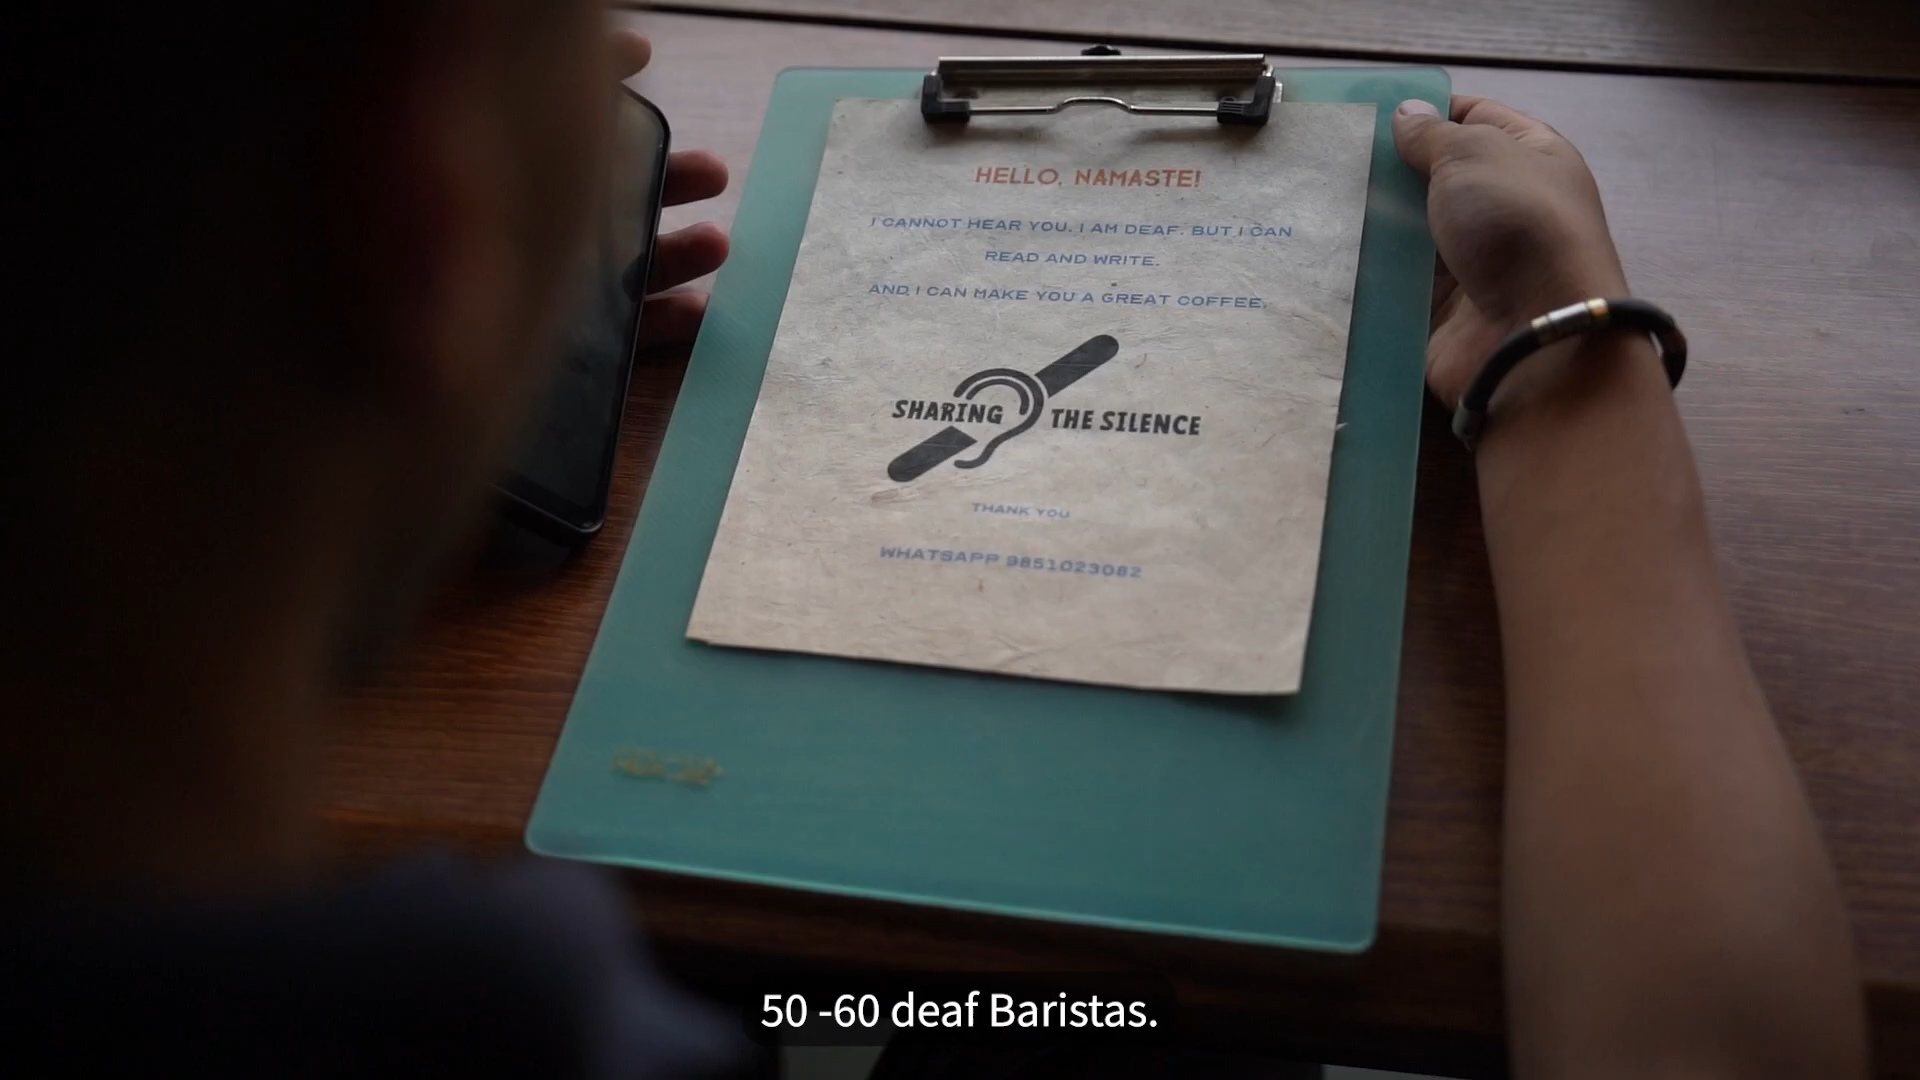 HELLO, NAMASTE!
I CANNOT HEAR YOU. I AM DEAF. BUT I CAN
READ AND WRITE.
AND I CAN MAKE YOU A GREAT COFFEE.
SHARING THE SILENCE
THANK YOU
WHATSAPP 9851023082
50 -60 deaf Baristas.